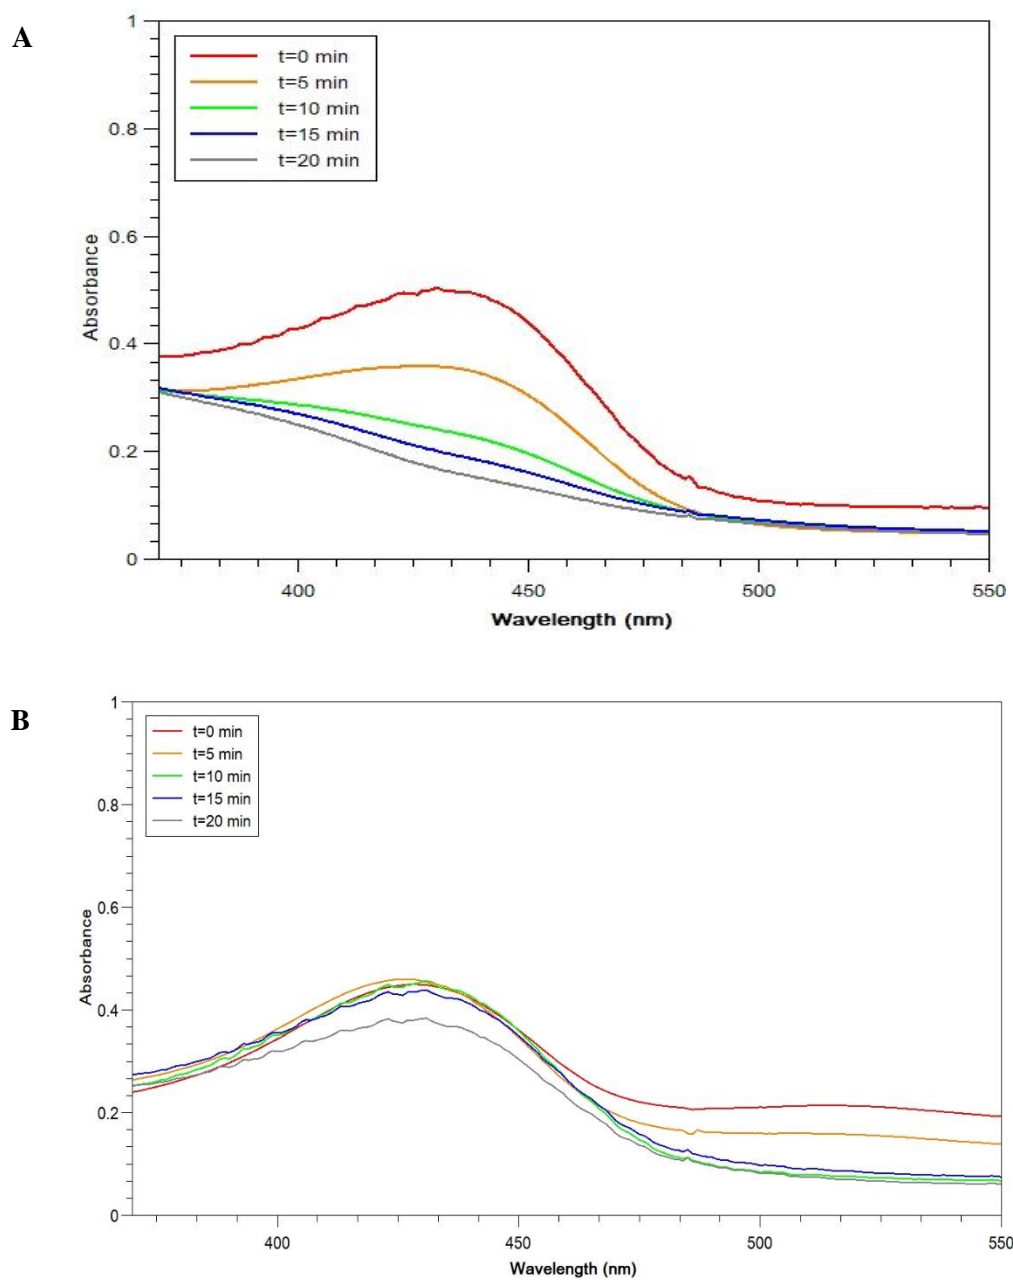 A
1
0.8
0.6
0.4
0.2
0
Absorbance
t=0 min
t=5 min
t=10 min
t=15 min
t=20 min
400
450
500
550
Wavelength (nm)
B
1
0.8
0.6
0.4
0.2
0
Absorbance
t=0 min
t=5 min
t=10 min
t=15 min
t=20 min
400
450
500
550
Wavelength (nm)